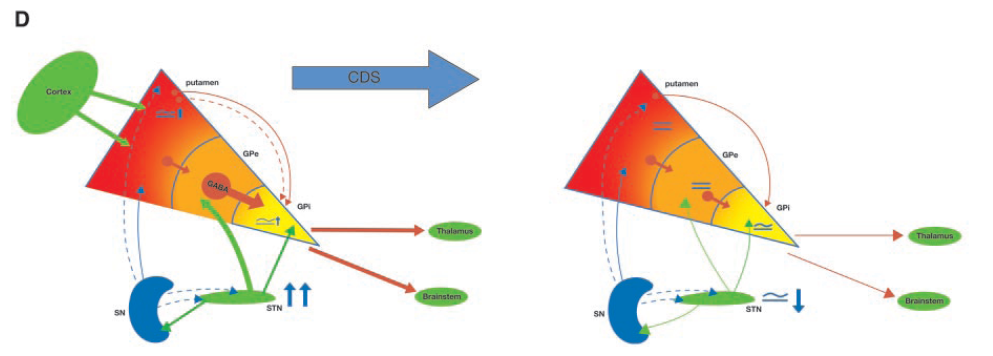 D
Cortex
putamen
CDS
GPe
GABA
GPi
Thalamus
Brainstem
SN
STN
putamen
GPe
GPi
Thalamus
Brainstem
SN
STN